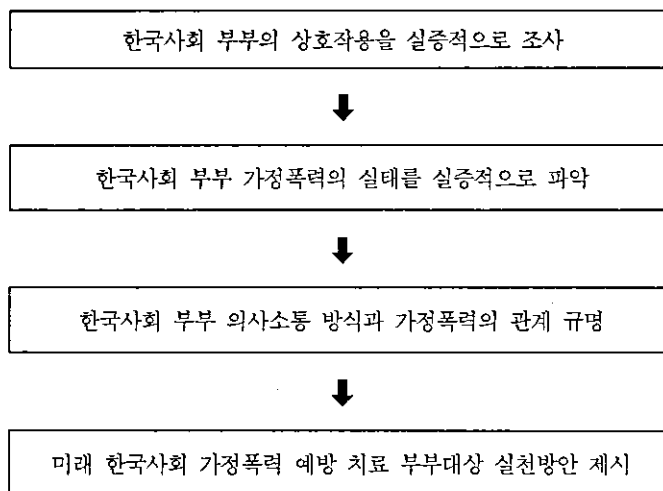 한국사회 부부의 상호작용을 실증적으로 조사
한국사회 부부 가정폭력의 실태를 실증적으로 파악
한국사회 부부 의사소통 방식과 가정폭력의 관계 규명
미래 한국사회 가정폭력 예방 치료 부부대상 실천방안 제시